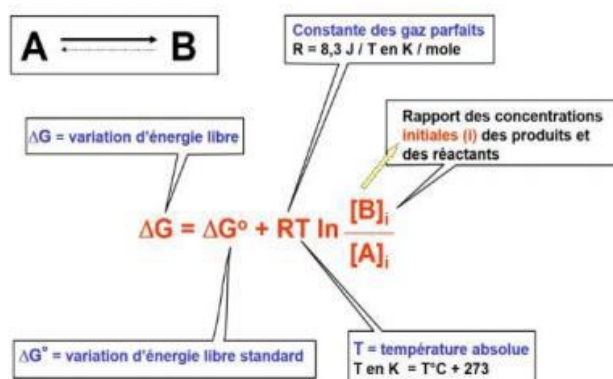 A B
Constante des gaz parfaits
R = 8,3 J / T en K / mole
ΔG = variation d'énergie libre
Rapport des concentrations
initiales (i) des produits et
des réactants
ΔG = ΔG° + RT ln [B]i
[A]i
ΔG° = variation d'énergie libre standard
T = température absolue
T en K = T°C + 273